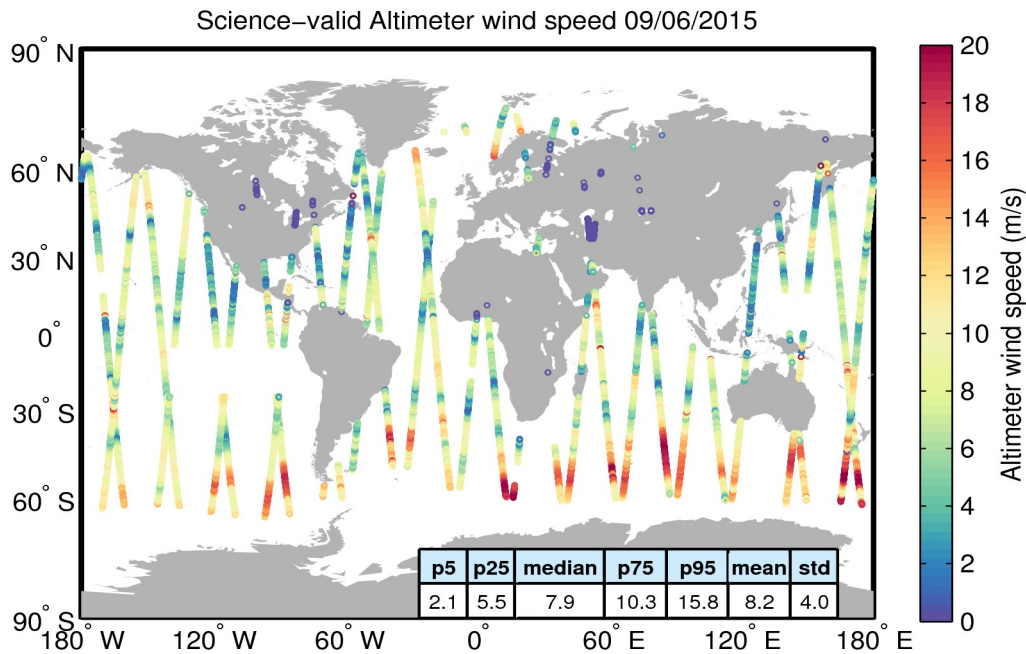 Science−valid Altimeter wind speed 09/06/2015
90° N
60° N
30° N
0°
30° S
60° S
90° S
180° W
120° W
60° W
0°
60° E
120° E
180° E
p5 p25 median p75 p95 mean std
2.1 5.5 7.9 10.3 15.8 8.2 4.0
20
18
16
14
12
10
8
6
4
2
0
Altimeter wind speed (m/s)